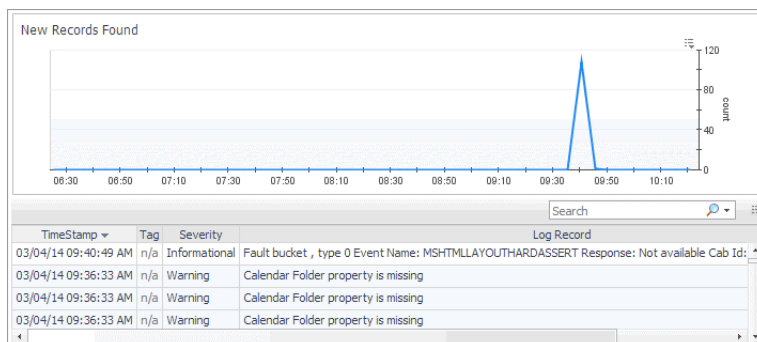 New Records Found
120
80
40
0
count
06:30 06:50 07:10 07:30 07:50 08:10 08:30 08:50 09:10 09:30 09:50 10:10
Search
TimeStamp Tag Severity Log Record
03/04/14 09:40:49 AM n/a Informational Fault bucket , type 0 Event Name: MSHTMLLAYOUTHARDASSERT Response: Not available Cab Id:
03/04/14 09:36:33 AM n/a Warning Calendar Folder property is missing
03/04/14 09:36:33 AM n/a Warning Calendar Folder property is missing
03/04/14 09:36:33 AM n/a Warning Calendar Folder property is missing